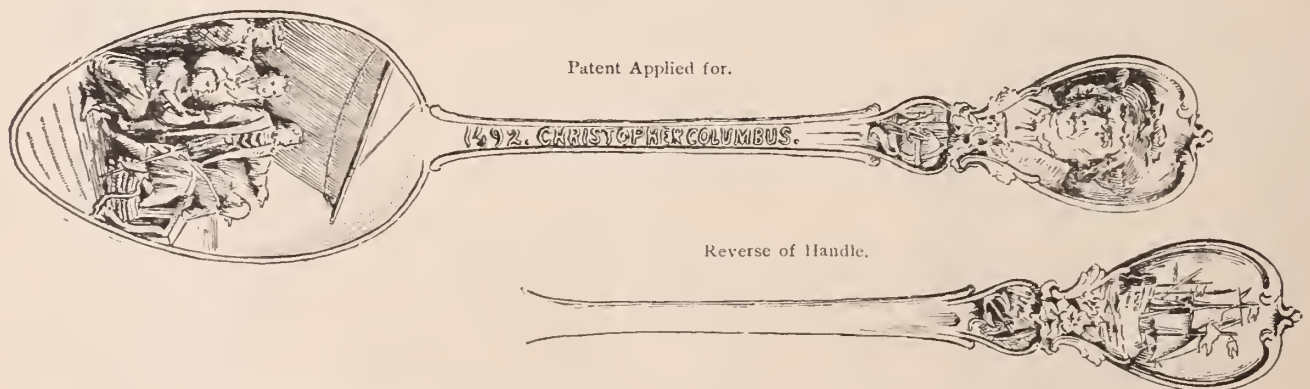 Patent Applied for.
1492. CHRISTOPHER COLUMBUS.
Reverse of Handle.